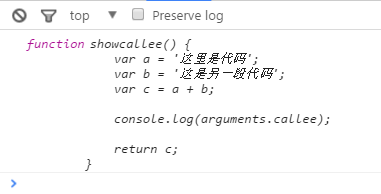 top Preserve log
function showcallee() {
var a = '这里是代码';
var b = '这是另一段代码';
var c = a + b;
console.log(arguments.callee);
return c;
}